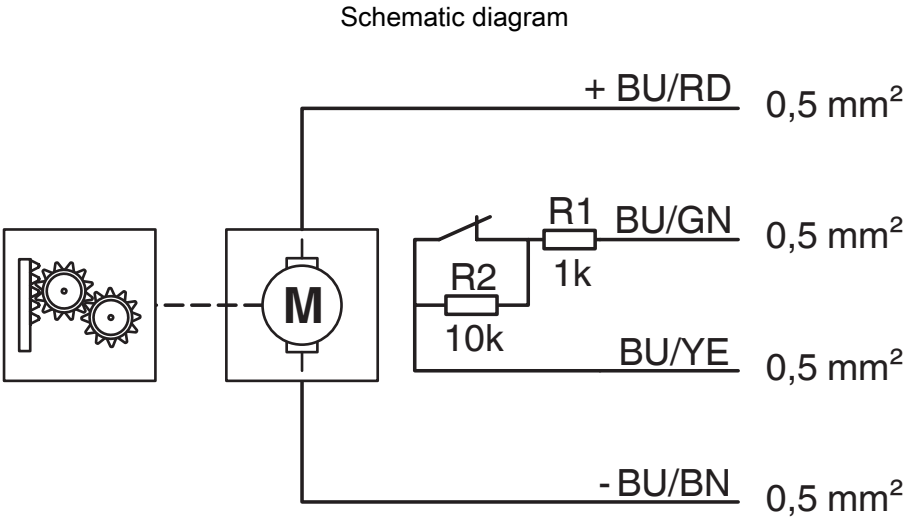 Schematic diagram
+ BU/RD 0,5 mm²
R1 BU/GN 0,5 mm²
1k
R2
10k
M
BU/YE 0,5 mm²
- BU/BN 0,5 mm²